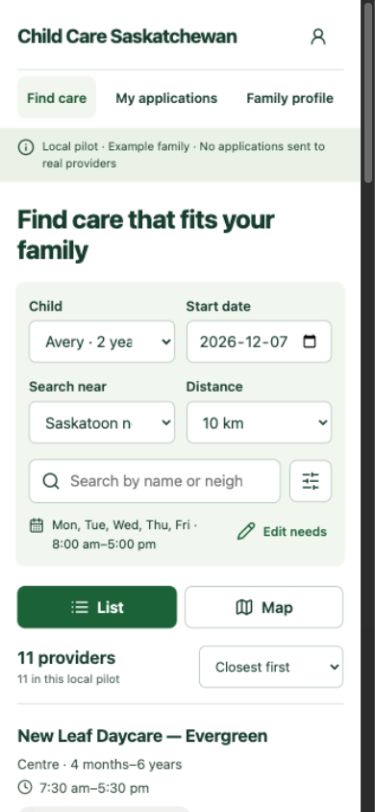 Child Care Saskatchewan
Find care My applications Family profile
Local pilot · Example family · No applications sent to
real providers
Find care that fits your
family
Child Start date
Avery · 2 yea 2026-12-07
Search near Distance
Saskatoon n 10 km
Search by name or neigh
Mon, Tue, Wed, Thu, Fri ·
8:00 am–5:00 pm
Edit needs
List Map
11 providers
11 in this local pilot
Closest first
New Leaf Daycare — Evergreen
Centre · 4 months–6 years
7:30 am–5:30 pm